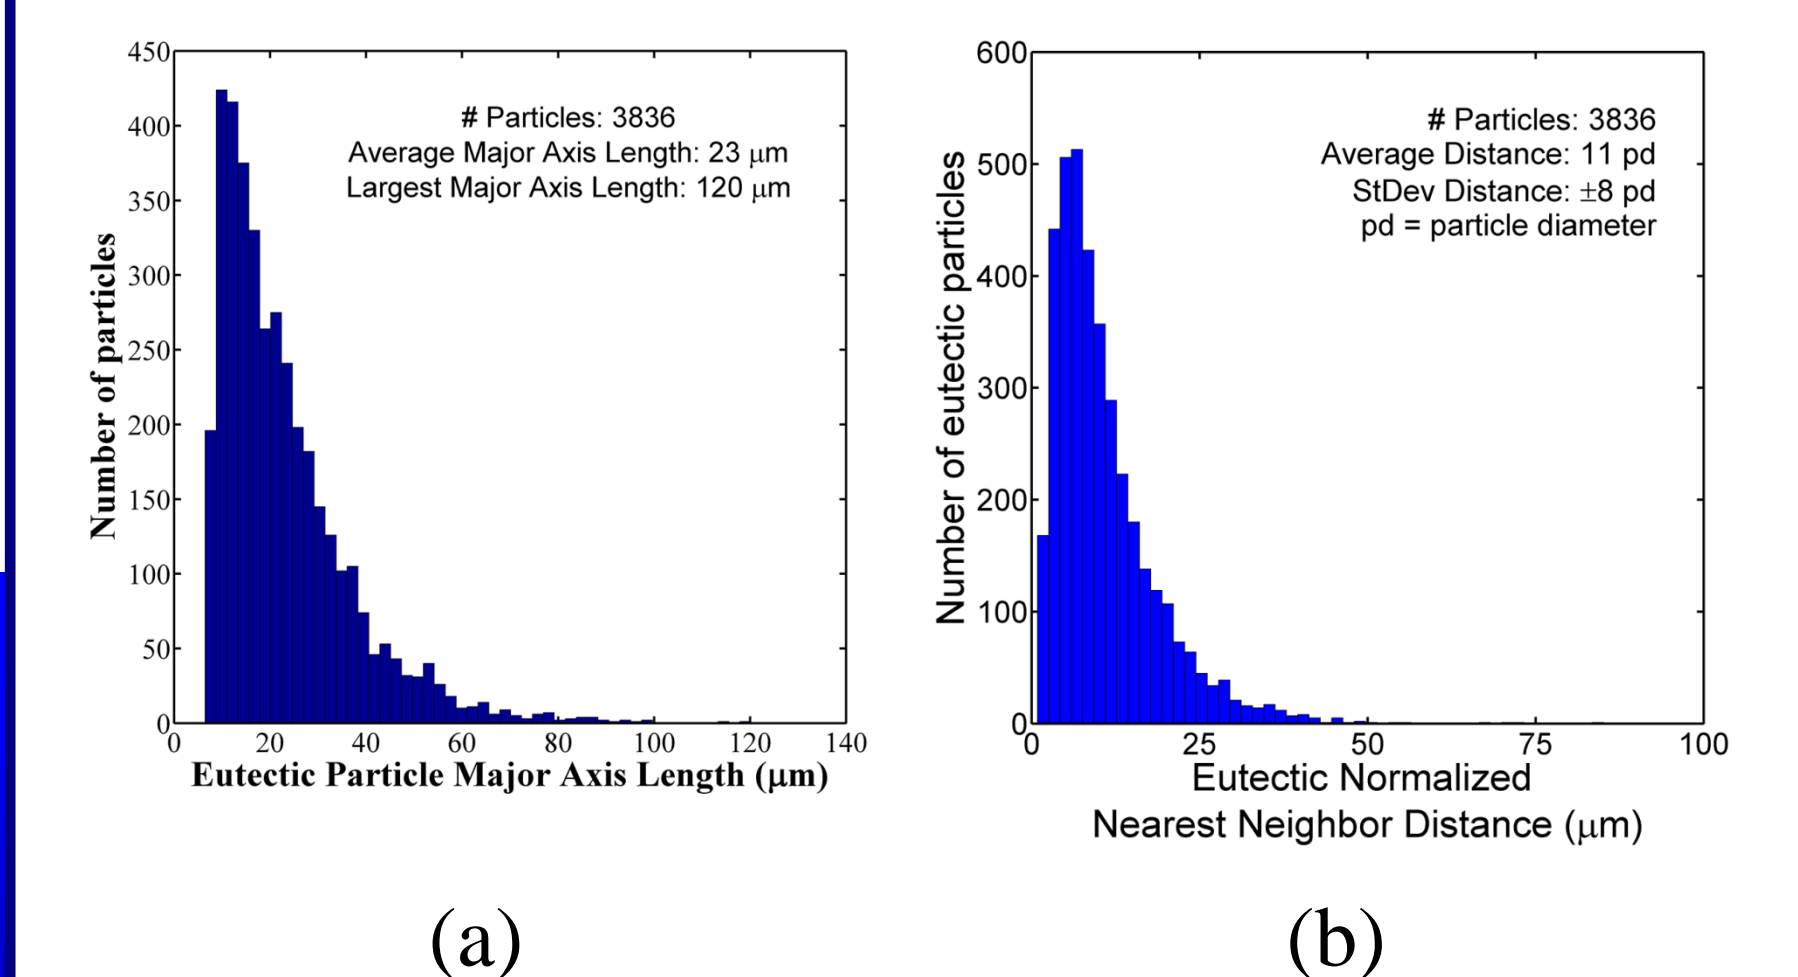 450
400
350
300
250
200
150
100
50
0
0 20 40 60 80 100 120 140
Number of particles
# Particles: 3836
Average Major Axis Length: 23 μm
Largest Major Axis Length: 120 μm
Eutectic Particle Major Axis Length (μm)
(a)
600
500
400
300
200
100
0
0 25 50 75 100
Number of eutectic particles
# Particles: 3836
Average Distance: 11 pd
StDev Distance: ±8 pd
pd = particle diameter
Eutectic Normalized
Nearest Neighbor Distance (μm)
(b)